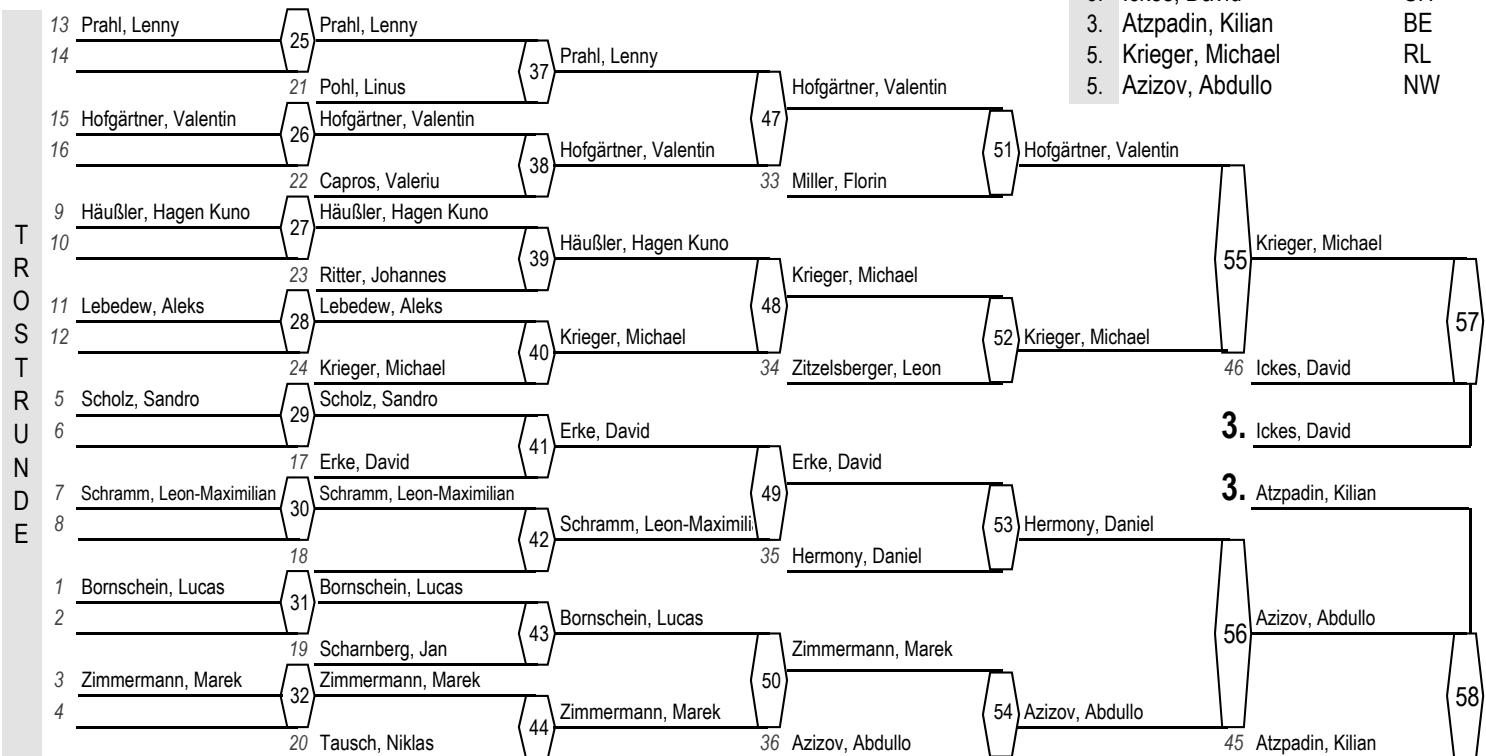 3. Ickes, David
3. Atzpadin, Kilian BE
5. Krieger, Michael RL
5. Azizov, Abdullo NW
TROSTRUNDE
13 Prahl, Lenny 25 Prahl, Lenny
14
37 Prahl, Lenny
21 Pohl, Linus
47 Hofgärtner, Valentin
15 Hofgärtner, Valentin 26 Hofgärtner, Valentin
16
38 Hofgärtner, Valentin
51 Hofgärtner, Valentin
22 Capros, Valeriu
33 Miller, Florin
9 Häußler, Hagen Kuno 27 Häußler, Hagen Kuno
10
39 Häußler, Hagen Kuno
55 Krieger, Michael
23 Ritter, Johannes
48 Krieger, Michael
11 Lebedew, Aleks 28 Lebedew, Aleks
57
12
40 Krieger, Michael
52 Krieger, Michael
24 Krieger, Michael
34 Zitzelsberger, Leon
46 Ickes, David
5 Scholz, Sandro 29 Scholz, Sandro
6
41 Erke, David
3. Ickes, David
17 Erke, David
49 Erke, David
7 Schramm, Leon-Maximilian 30 Schramm, Leon-Maximilian
3. Atzpadin, Kilian
8
42 Schramm, Leon-Maximili
53 Hermony, Daniel
18
35 Hermony, Daniel
1 Bornschein, Lucas 31 Bornschein, Lucas
2
43 Bornschein, Lucas
56 Azizov, Abdullo
19 Scharnberg, Jan
50 Zimmermann, Marek
3 Zimmermann, Marek 32 Zimmermann, Marek
58
4
44 Zimmermann, Marek
54 Azizov, Abdullo
20 Tausch, Niklas
36 Azizov, Abdullo
45 Atzpadin, Kilian